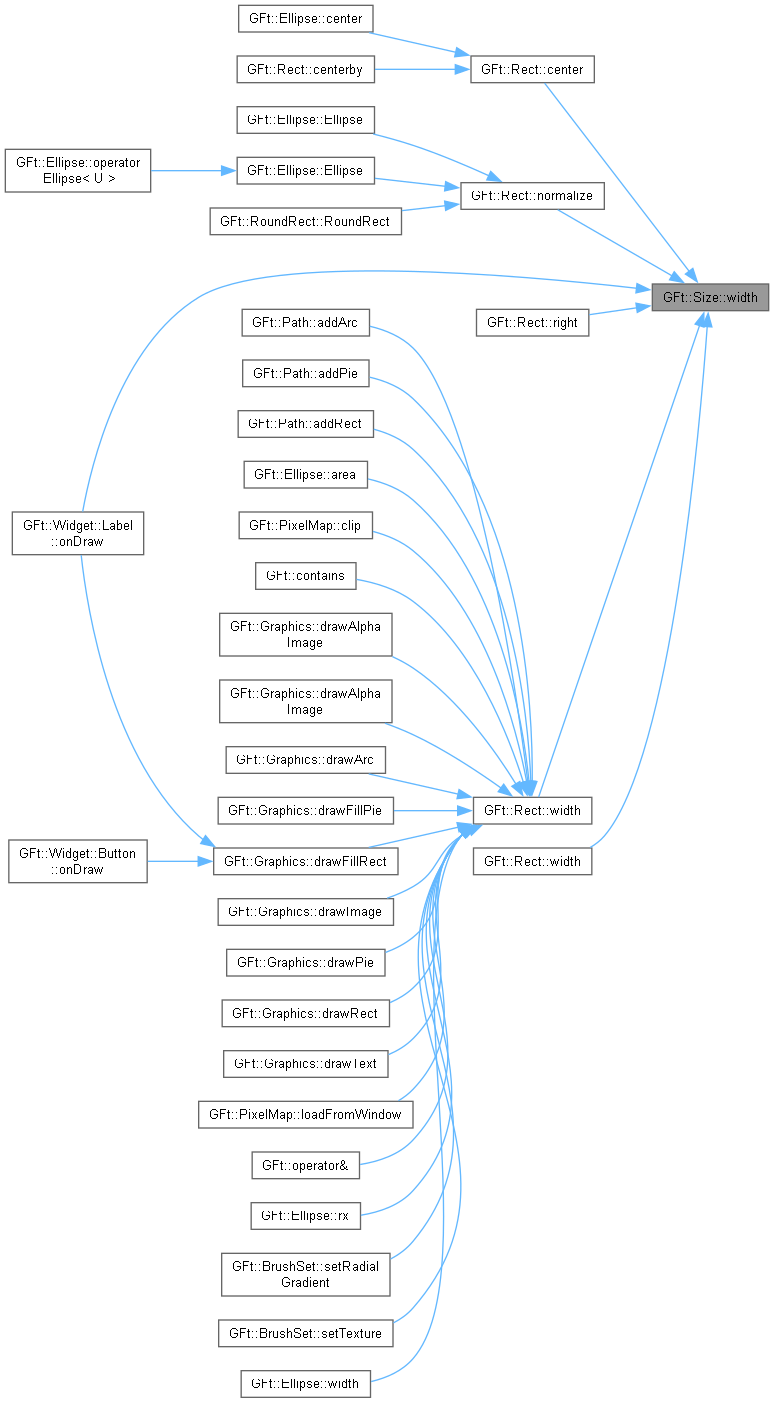 GFt::Ellipse::center
GFt::Rect::centerby
GFt::Rect::center
GFt::Ellipse::Ellipse
GFt::Ellipse::operator
Ellipse< U >
GFt::Ellipse::Ellipse
GFt::Rect::normalize
GFt::RoundRect::RoundRect
GFt::Size::width
GFt::Path::addArc
GFt::Rect::right
GFt::Path::addPie
GFt::Path::addRect
GFt::Ellipse::area
GFt::Widget::Label
::onDraw
GFt::PixelMap::clip
GFt::contains
GFt::Graphics::drawAlpha
Image
GFt::Graphics::drawAlpha
Image
GFt::Graphics::drawArc
GFt::Graphics::drawFillPie
GFt::Rect::width
GFt::Widget::Button
::onDraw
GFt::Graphics::drawFillRect
GFt::Rect::width
GFt::Graphics::drawImage
GFt::Graphics::drawPie
GFt::Graphics::drawRect
GFt::Graphics::drawText
GFt::PixelMap::loadFromWindow
GFt::operator&
GFt::Ellipse::rx
GFt::BrushSet::setRadial
Gradient
GFt::BrushSet::setTexture
GFt::Ellipse::width